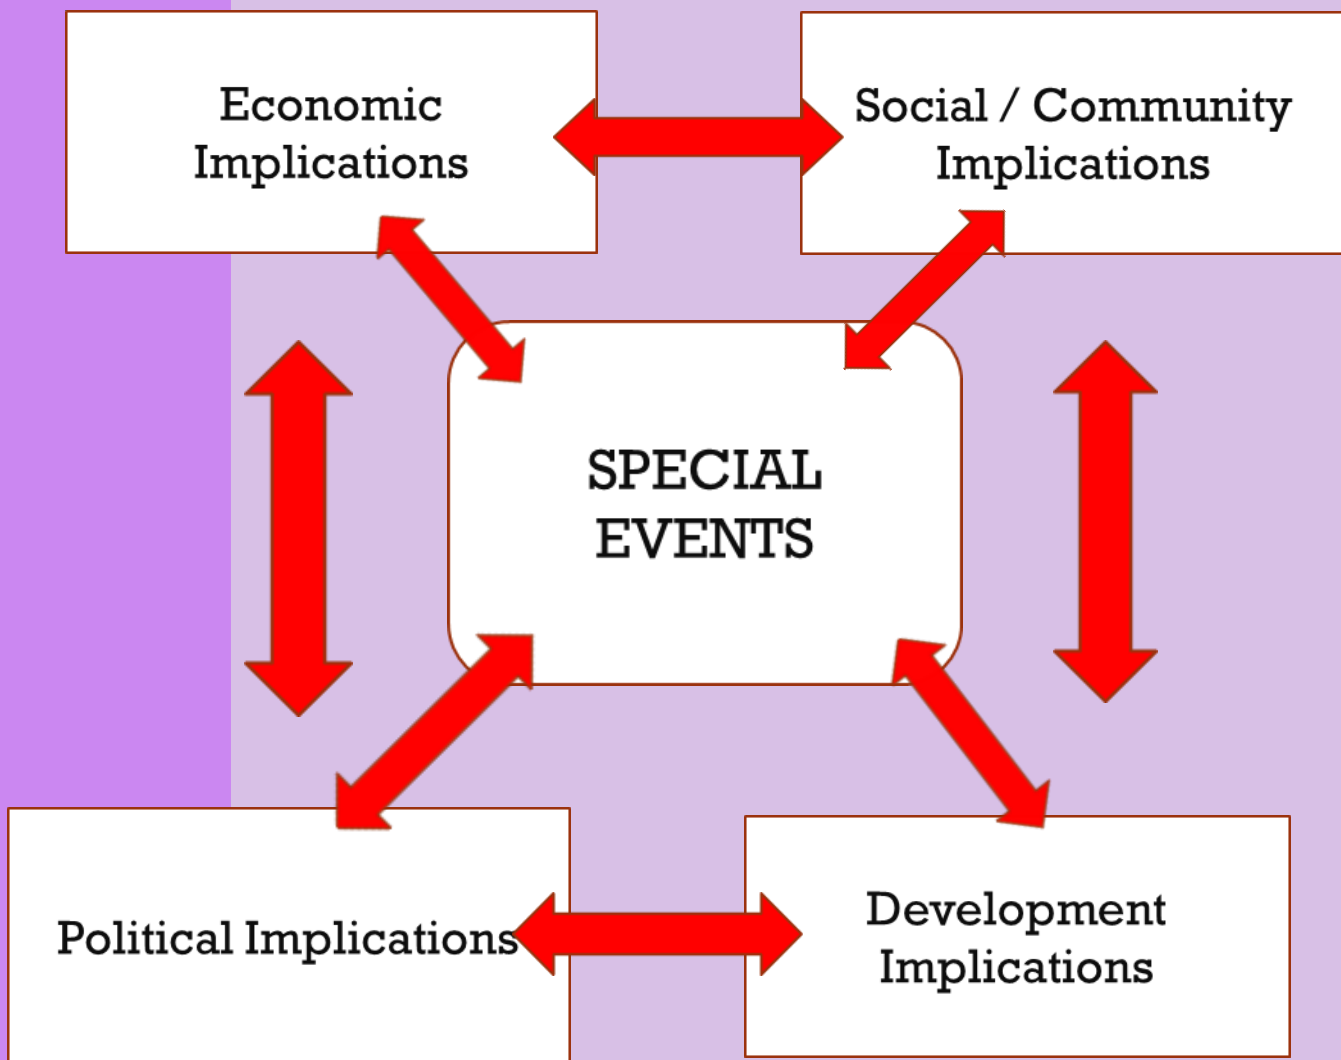 Economic
Implications
Social / Community
Implications
SPECIAL
EVENTS
Political Implications
Development
Implications